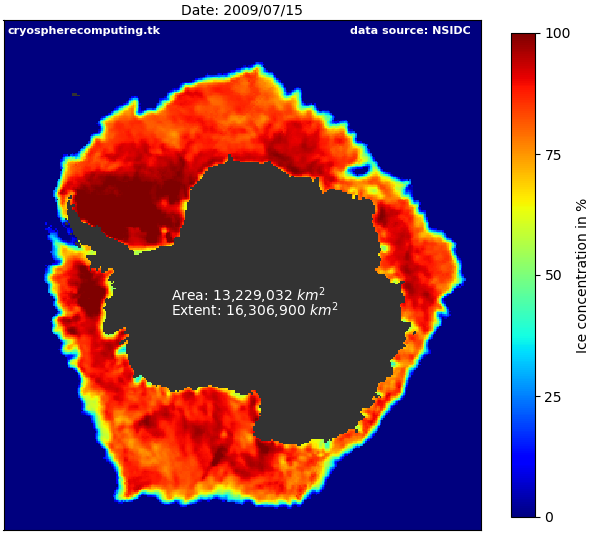 Date: 2009/07/15
cryospherecomputing.tk
data source: NSIDC
Area: 13,229,032 km²
Extent: 16,306,900 km²
100
75
50
25
0
Ice concentration in %